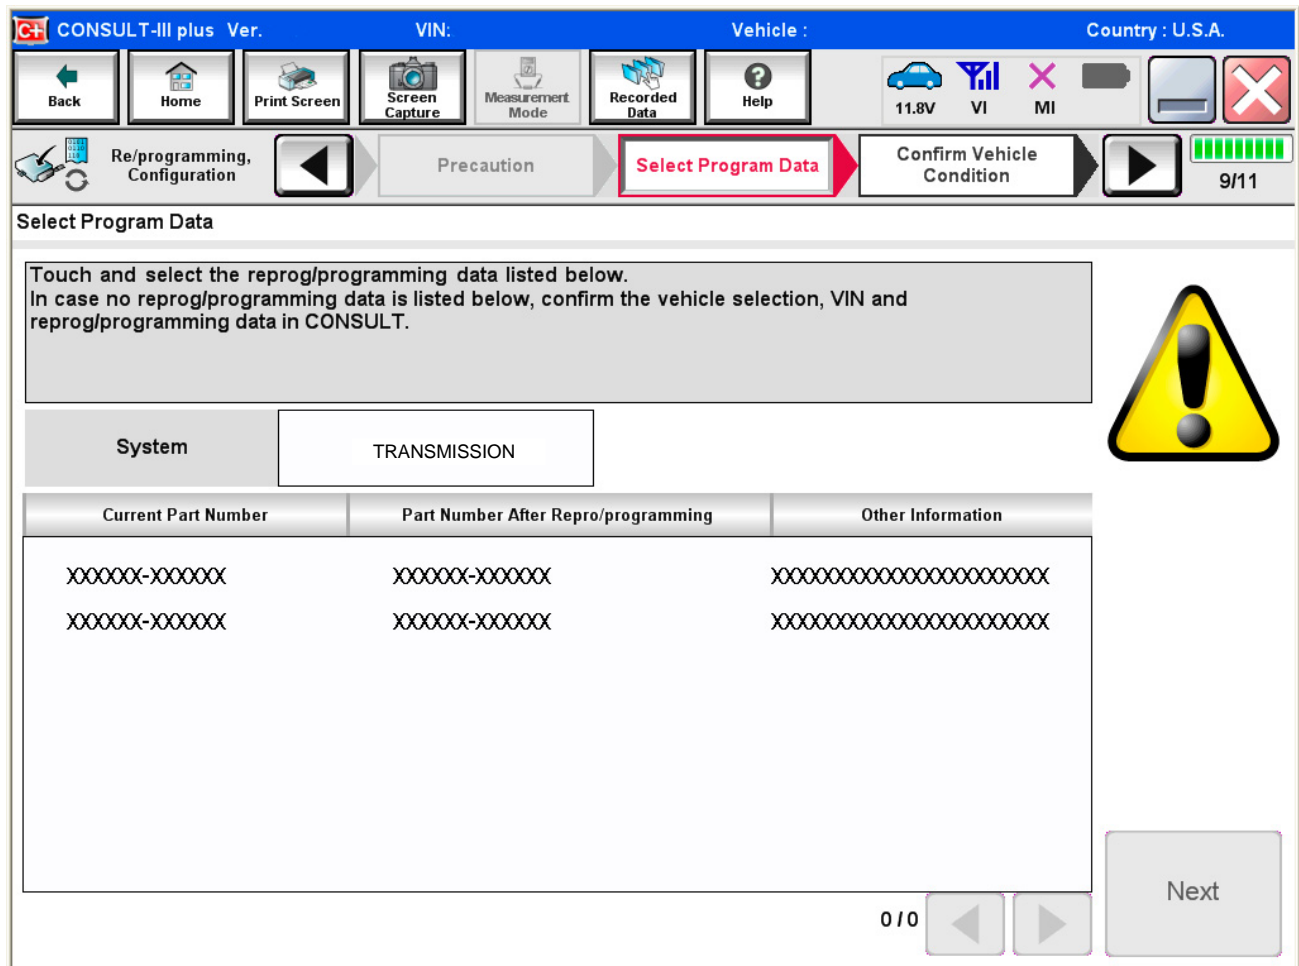 C+ CONSULT-III plus Ver. VIN: Vehicle : Country : U.S.A.
Back Home Print Screen Screen Capture Measurement Mode Recorded Data Help 11.8V VI MI
Re/programming, Configuration Precaution Select Program Data Confirm Vehicle Condition 9/11
Select Program Data
Touch and select the reprog/programming data listed below.
In case no reprog/programming data is listed below, confirm the vehicle selection, VIN and
reprog/programming data in CONSULT.
System TRANSMISSION
Current Part Number Part Number After Repro/programming Other Information
XXXXXX-XXXXXX XXXXXX-XXXXXX XXXXXXXXXXXXXXXXXXXXXX
XXXXXX-XXXXXX XXXXXX-XXXXXX XXXXXXXXXXXXXXXXXXXXXX
Next
0/0